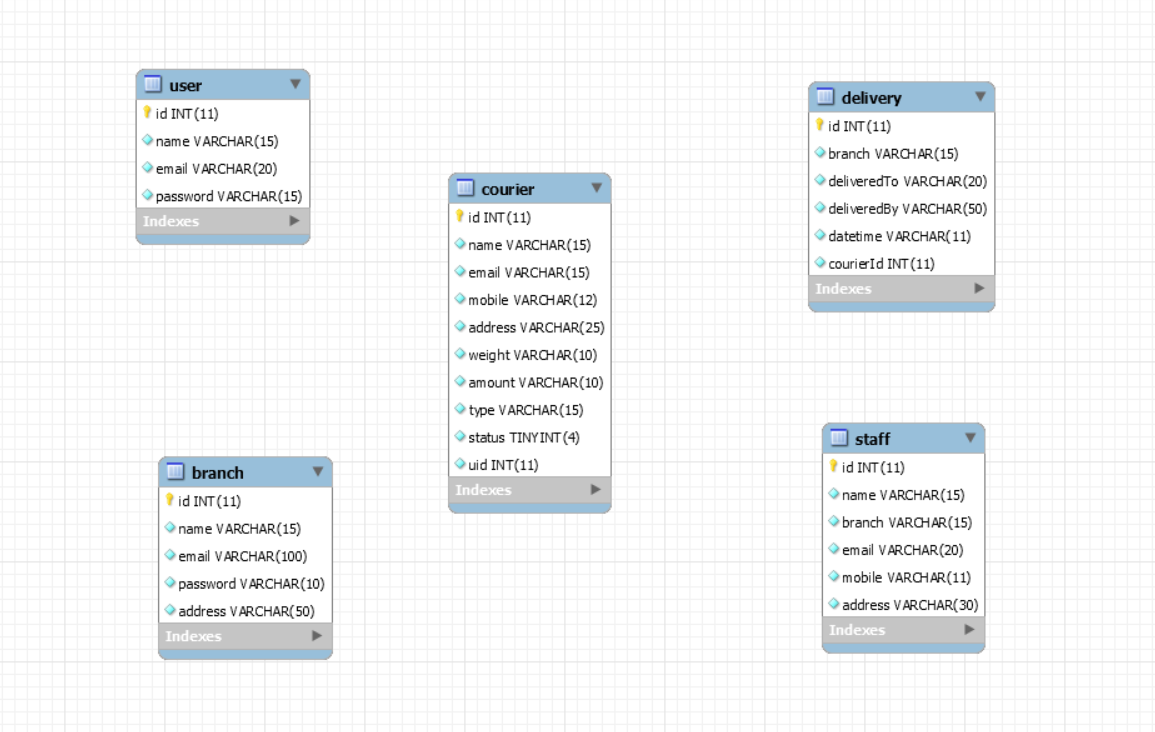 user
id INT(11)
name VARCHAR(15)
email VARCHAR(20)
password VARCHAR(15)
Indexes
courier
id INT(11)
name VARCHAR(15)
email VARCHAR(15)
mobile VARCHAR(12)
address VARCHAR(25)
weight VARCHAR(10)
amount VARCHAR(10)
type VARCHAR(15)
status TINYINT(4)
uid INT(11)
Indexes
delivery
id INT(11)
branch VARCHAR(15)
deliveredTo VARCHAR(20)
deliveredBy VARCHAR(50)
datetime VARCHAR(11)
courierId INT(11)
Indexes
branch
id INT(11)
name VARCHAR(15)
email VARCHAR(100)
password VARCHAR(10)
address VARCHAR(50)
Indexes
staff
id INT(11)
name VARCHAR(15)
branch VARCHAR(15)
email VARCHAR(20)
mobile VARCHAR(11)
address VARCHAR(30)
Indexes